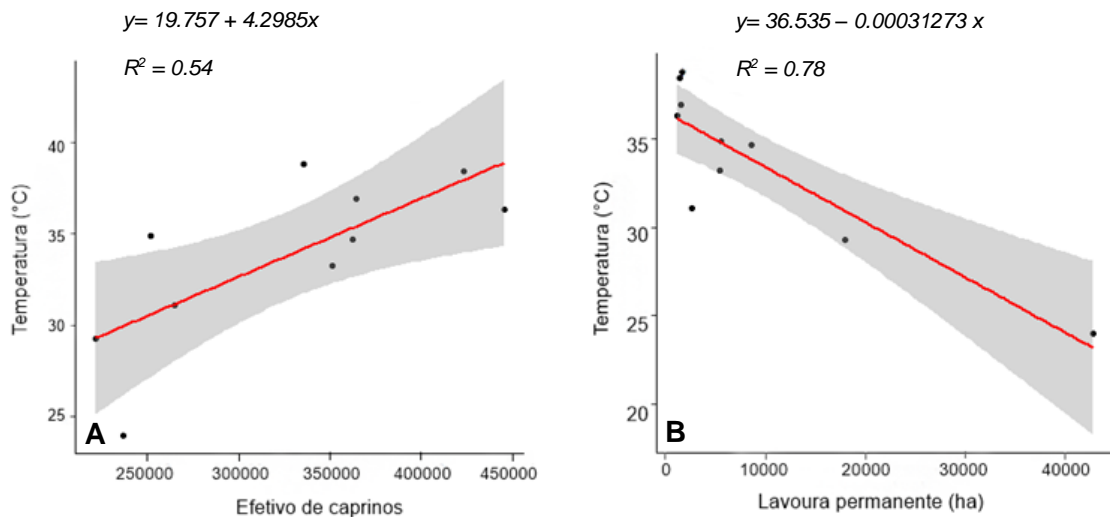 y= 19.757 + 4.2985x
R² = 0.54
Temperatura (°C)
40
35
30
25
A
250000 300000 350000 400000 450000
Efetivo de caprinos
y= 36.535 – 0.00031273 x
R² = 0.78
Temperatura (°C)
35
30
25
20
B
0 10000 20000 30000 40000
Lavoura permanente (ha)